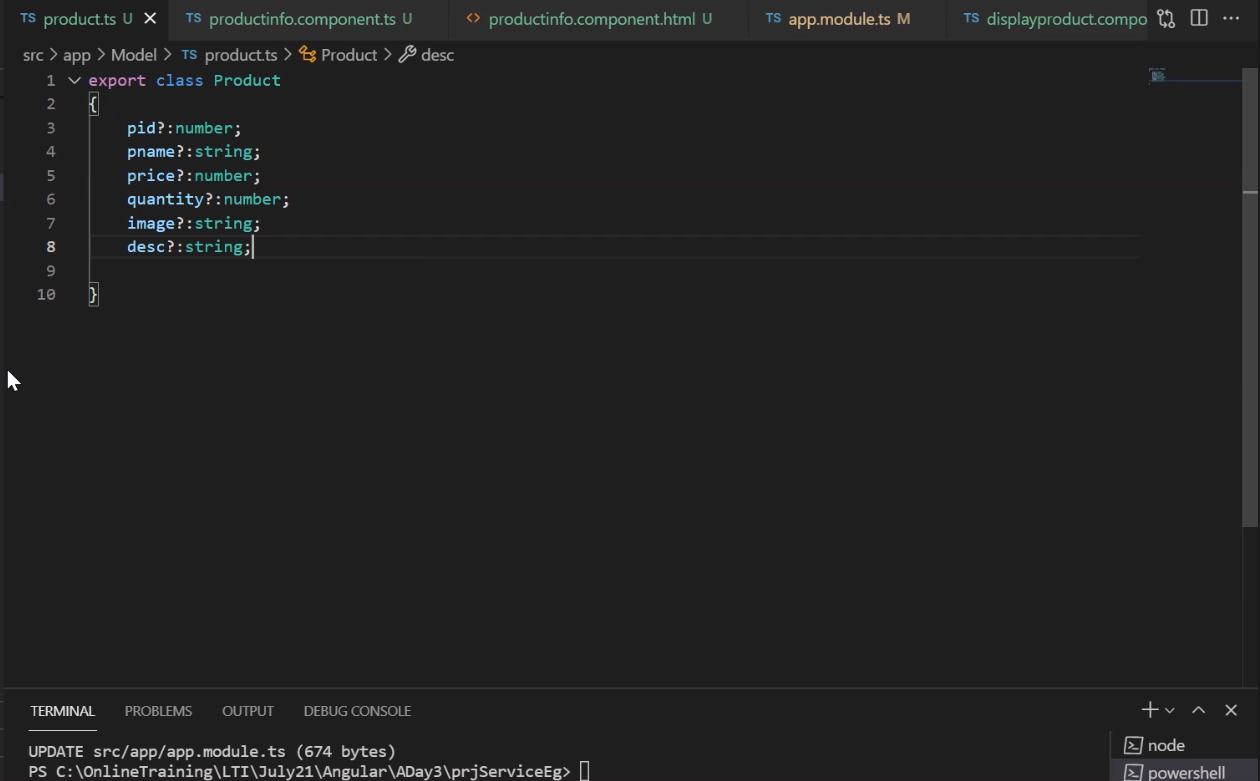 TS product.ts U TS productinfo.component.ts U <> productinfo.component.html U TS app.module.ts M TS displayproduct.compo
src > app > Model > TS product.ts > Product > desc
1 export class Product
2 {
3 pid?:number;
4 pname?:string;
5 price?:number;
6 quantity?:number;
7 image?:string;
8 desc?:string;
9
10 }
TERMINAL PROBLEMS OUTPUT DEBUG CONSOLE
UPDATE src/app/app.module.ts (674 bytes)
PS C:\OnlineTraining\LTI\July21\Angular\ADay3\prjServiceEg>
node
powershell